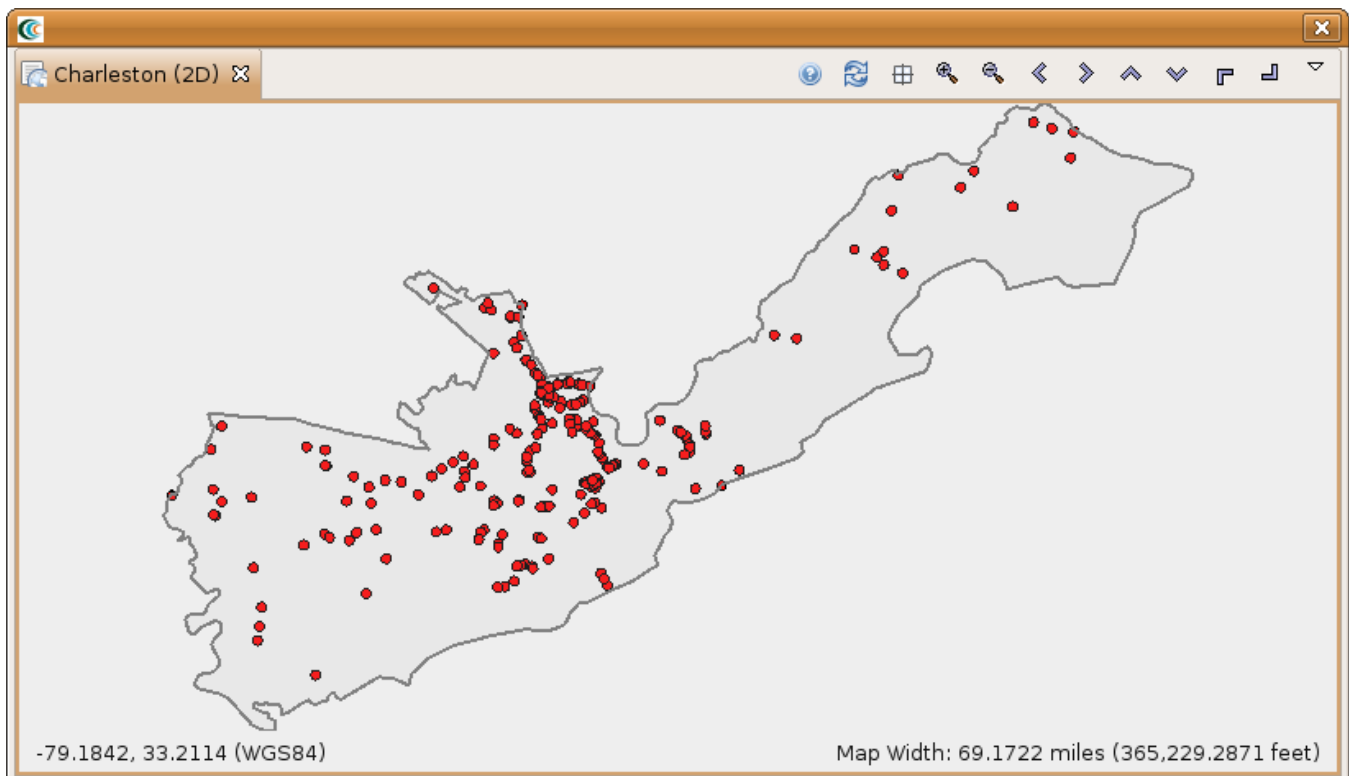 Charleston (2D)
-79.1842, 33.2114 (WGS84)
Map Width: 69.1722 miles (365,229.2871 feet)